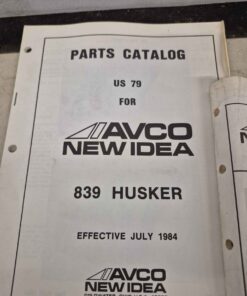 PARTS CATALOG
US 79
FOR
AVCO
NEW IDEA
839 HUSKER
EFFECTIVE JULY 1984
AVCO
NEW IDEA